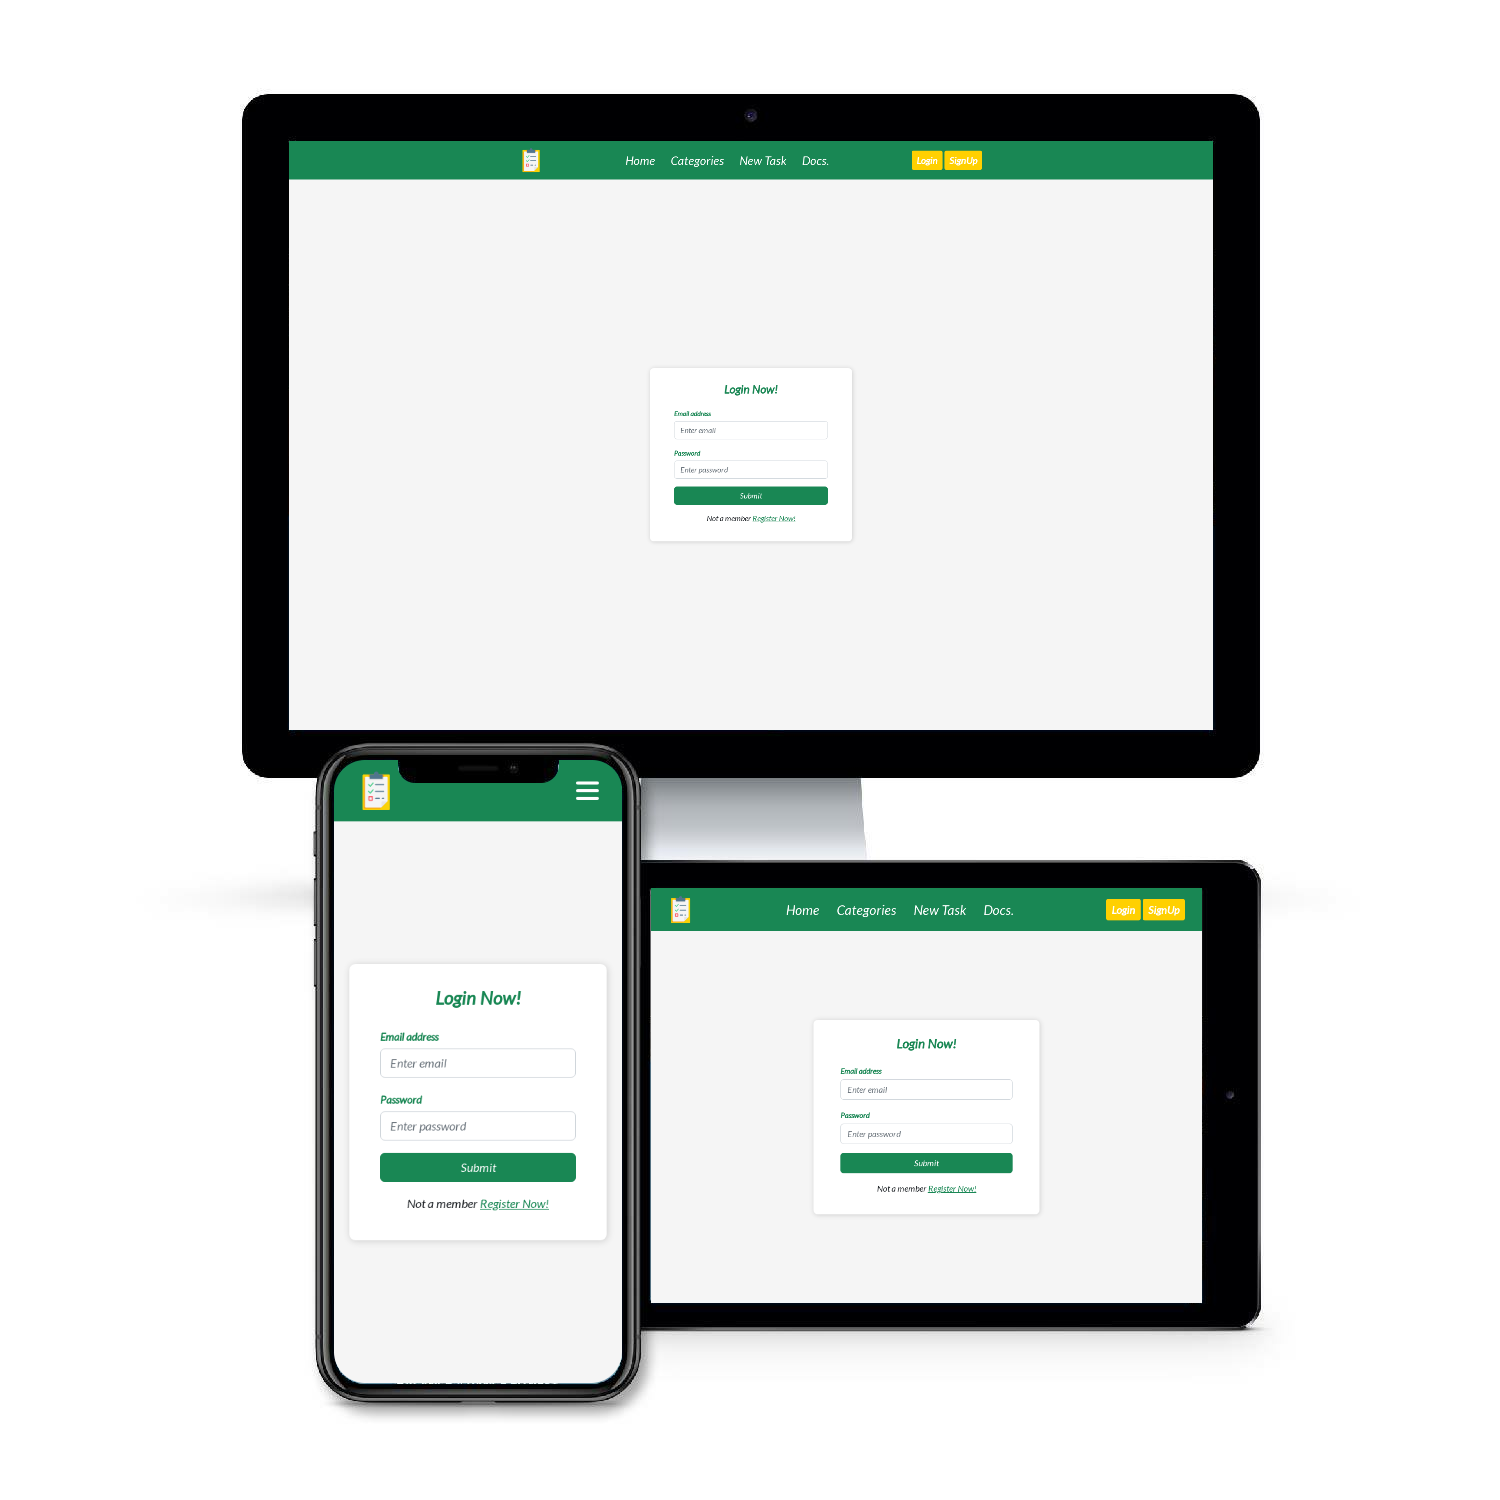 Home Categories New Task Docs. Login SignUp
Login Now!
Email address
Enter email
Password
Enter password
Submit
Not a member Register Now!
Login Now!
Email address
Enter email
Password
Enter password
Submit
Not a member Register Now!
Home Categories New Task Docs. Login SignUp
Login Now!
Email address
Enter email
Password
Enter password
Submit
Not a member Register Now!